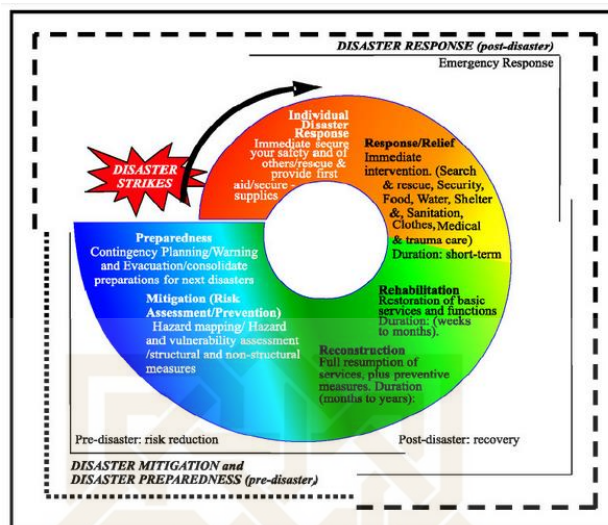 DISASTER RESPONSE (post-disaster)
Emergency Response
DISASTER
STRIKES
Individual
Disaster
Response
Immediate secure
your safety and of
others/rescue &
provide first
aid/secure
supplies
Response/Relief
Immediate
intervention. (Search
& rescue, Security,
Food, Water, Shelter
&, Sanitation,
Clothes, Medical
& trauma care)
Duration: short-term
Rehabilitation
Restoration of basic
services and functions
Duration: (weeks
to months).
Reconstruction
Full resumption of
services, plus preventive
measures. Duration
(months to years):
Preparedness
Contingency Planning/Warning
and Evacuation/consolidate
preparations for next disasters
Mitigation (Risk
Assessment/Prevention)
Hazard mapping/ Hazard
and vulnerability assessment
/structural and non-structural
measures
Pre-disaster: risk reduction
Post-disaster: recovery
DISASTER MITIGATION and
DISASTER PREPAREDNESS (pre-disaster)